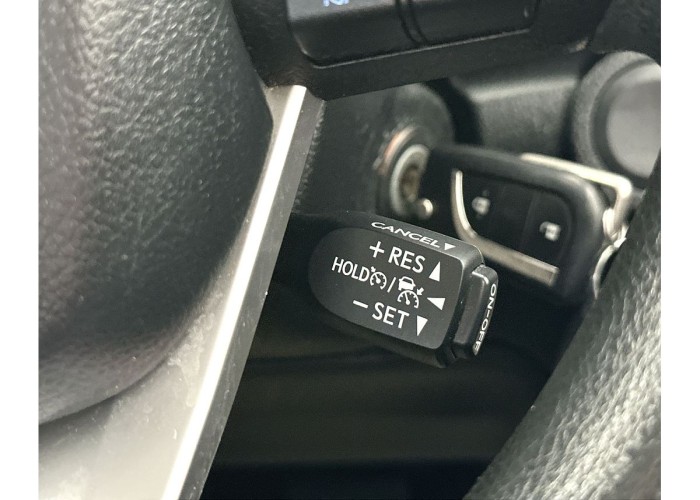 CANCEL
+ RES
HOLD /
− SET
ON-OFF